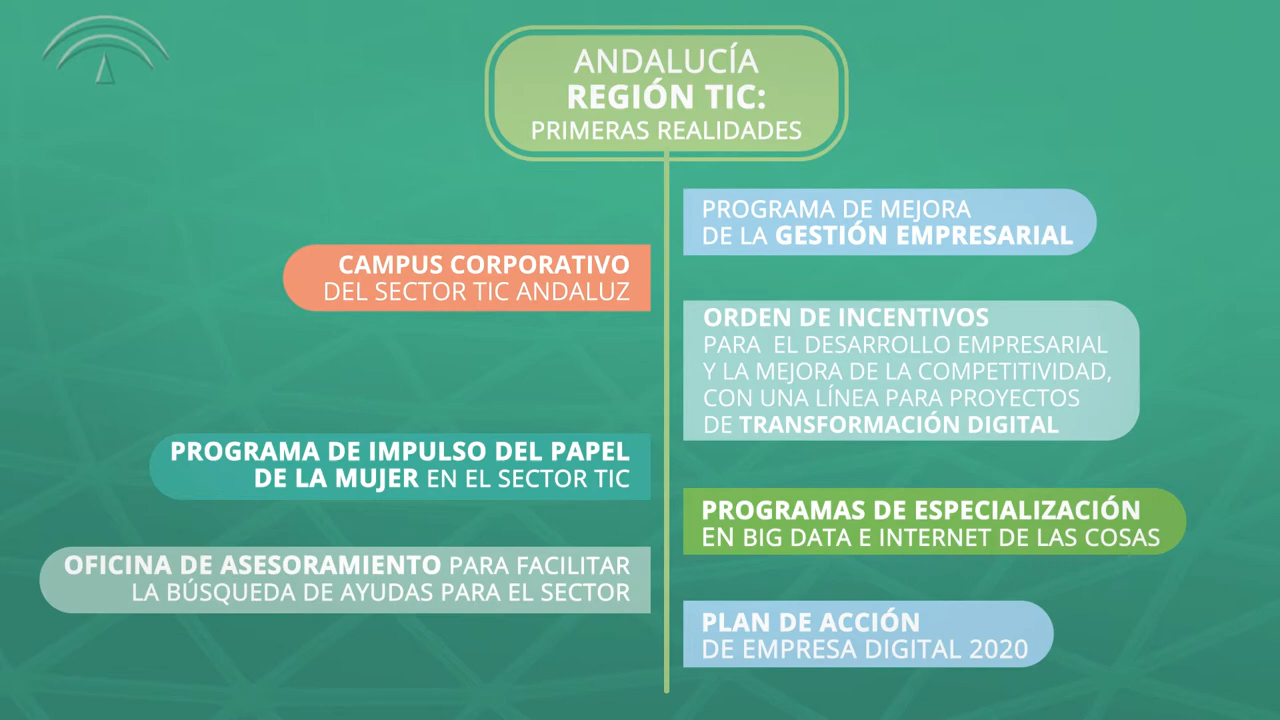 ANDALUCÍA
REGIÓN TIC:
PRIMERAS REALIDADES
PROGRAMA DE MEJORA
DE LA GESTIÓN EMPRESARIAL
CAMPUS CORPORATIVO
DEL SECTOR TIC ANDALUZ
ORDEN DE INCENTIVOS
PARA EL DESARROLLO EMPRESARIAL
Y LA MEJORA DE LA COMPETITIVIDAD,
CON UNA LÍNEA PARA PROYECTOS
DE TRANSFORMACIÓN DIGITAL
PROGRAMA DE IMPULSO DEL PAPEL
DE LA MUJER EN EL SECTOR TIC
PROGRAMAS DE ESPECIALIZACIÓN
EN BIG DATA E INTERNET DE LAS COSAS
OFICINA DE ASESORAMIENTO PARA FACILITAR
LA BÚSQUEDA DE AYUDAS PARA EL SECTOR
PLAN DE ACCIÓN
DE EMPRESA DIGITAL 2020